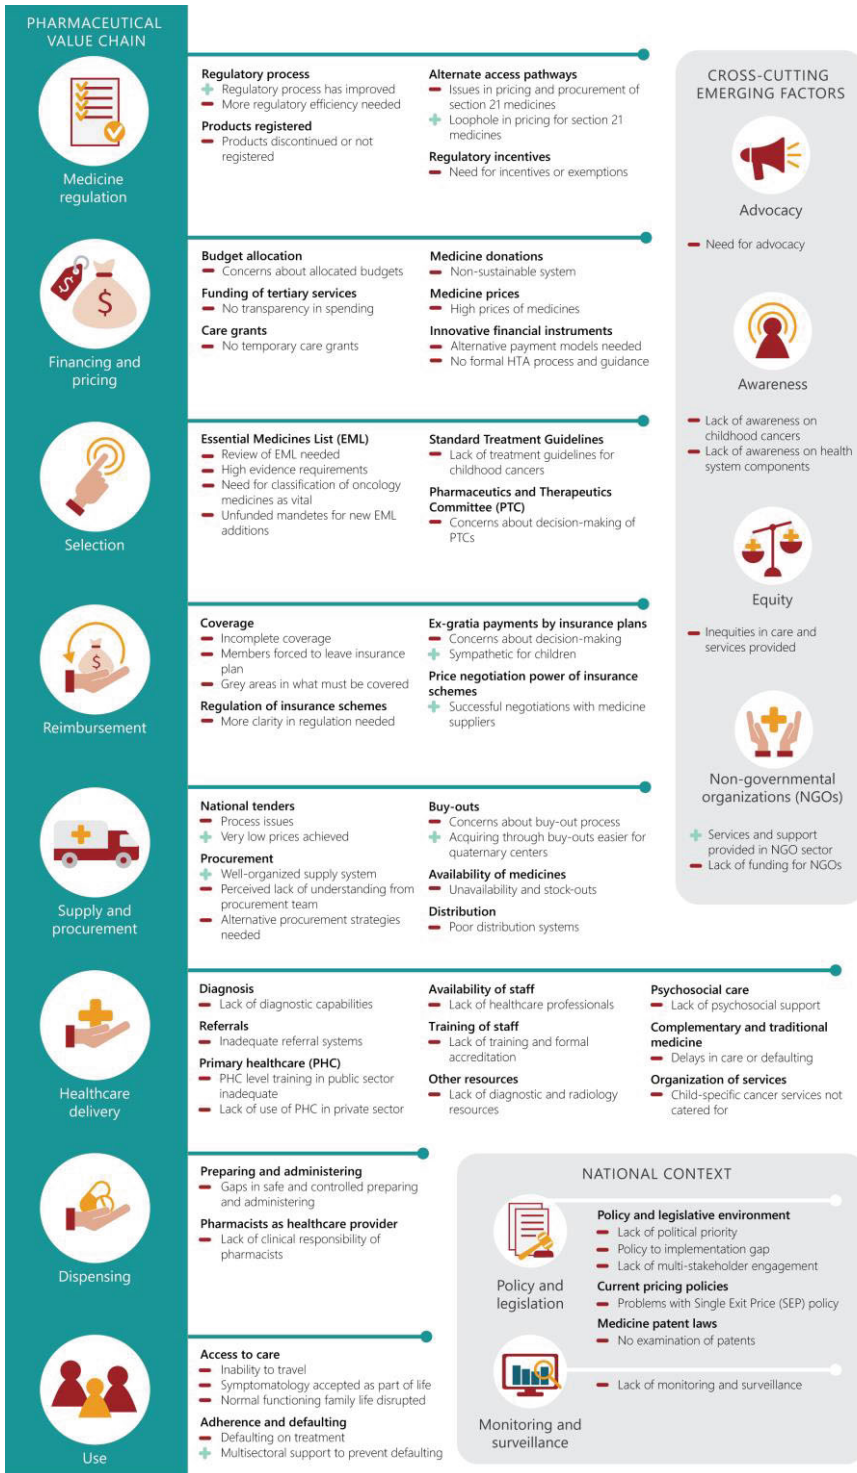 PHARMACEUTICAL
VALUE CHAIN
Medicine
regulation
Regulatory process
Regulatory process has improved
More regulatory efficiency needed
Products registered
Products discontinued or not
registered
Alternate access pathways
Issues in pricing and procurement of
section 21 medicines
Loophole in pricing for section 21
medicines
Regulatory incentives
Need for incentives or exemptions
Financing and
pricing
Budget allocation
Concerns about allocated budgets
Funding of tertiary services
No transparency in spending
Care grants
No temporary care grants
Medicine donations
Non-sustainable system
Medicine prices
High prices of medicines
Innovative financial instruments
Alternative payment models needed
No formal HTA process and guidance
Selection
Essential Medicines List (EML)
Review of EML needed
High evidence requirements
Need for classification of oncology
medicines as vital
Unfunded mandetes for new EML
additions
Standard Treatment Guidelines
Lack of treatment guidelines for
childhood cancers
Pharmaceutics and Therapeutics
Committee (PTC)
Concerns about decision-making of
PTCs
Reimbursement
Coverage
Incomplete coverage
Members forced to leave insurance
plan
Grey areas in what must be covered
Regulation of insurance schemes
More clarity in regulation needed
Ex-gratia payments by insurance plans
Concerns about decision-making
Sympathetic for children
Price negotiation power of insurance
schemes
Successful negotiations with medicine
suppliers
Supply and
procurement
National tenders
Process issues
Very low prices achieved
Procurement
Well-organized supply system
Perceived lack of understanding from
procurement team
Alternative procurement strategies
needed
Buy-outs
Concerns about buy-out process
Acquiring through buy-outs easier for
quaternary centers
Availability of medicines
Unavailability and stock-outs
Distribution
Poor distribution systems
Healthcare
delivery
Diagnosis
Lack of diagnostic capabilities
Referrals
Inadequate referral systems
Primary healthcare (PHC)
PHC level training in public sector
inadequate
Lack of use of PHC in private sector
Availability of staff
Lack of healthcare professionals
Training of staff
Lack of training and formal
accreditation
Other resources
Lack of diagnostic and radiology
resources
Psychosocial care
Lack of psychosocial support
Complementary and traditional
medicine
Delays in care or defaulting
Organization of services
Child-specific cancer services not
catered for
Dispensing
Preparing and administering
Gaps in safe and controlled preparing
and administering
Pharmacists as healthcare provider
Lack of clinical responsibility of
pharmacists
Use
Access to care
Inability to travel
Symptomatology accepted as part of life
Normal functioning family life disrupted
Adherence and defaulting
Defaulting on treatment
Multisectoral support to prevent defaulting
CROSS-CUTTING
EMERGING FACTORS
Advocacy
Need for advocacy
Awareness
Lack of awareness on
childhood cancers
Lack of awareness on health
system components
Equity
Inequities in care and
services provided
Non-governmental
organizations (NGOs)
Services and support
provided in NGO sector
Lack of funding for NGOs
NATIONAL CONTEXT
Policy and
legislation
Policy and legislative environment
Lack of political priority
Policy to implementation gap
Lack of multi-stakeholder engagement
Current pricing policies
Problems with Single Exit Price (SEP) policy
Medicine patent laws
No examination of patents
Monitoring and
surveillance
Lack of monitoring and surveillance